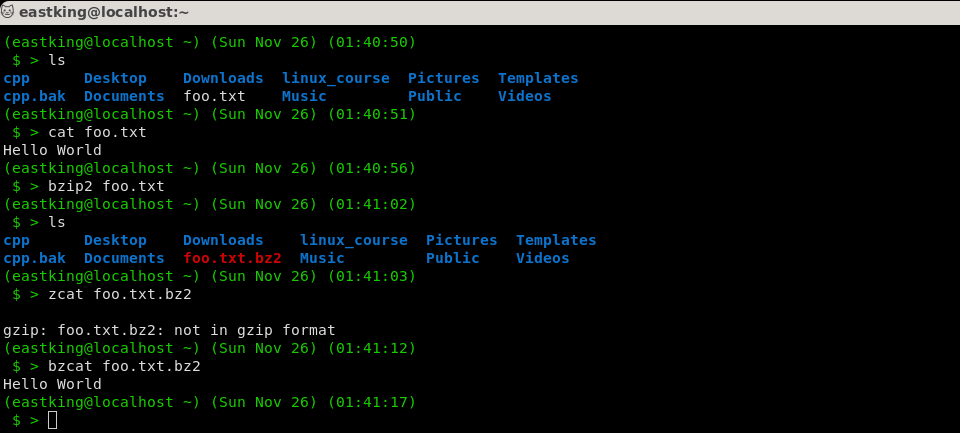 eastking@localhost:~
(eastking@localhost ~) (Sun Nov 26) (01:40:50)
$ > ls
cpp Desktop Downloads linux_course Pictures Templates
cpp.bak Documents foo.txt Music Public Videos
(eastking@localhost ~) (Sun Nov 26) (01:40:51)
$ > cat foo.txt
Hello World
(eastking@localhost ~) (Sun Nov 26) (01:40:56)
$ > bzip2 foo.txt
(eastking@localhost ~) (Sun Nov 26) (01:41:02)
$ > ls
cpp Desktop Downloads linux_course Pictures Templates
cpp.bak Documents foo.txt.bz2 Music Public Videos
(eastking@localhost ~) (Sun Nov 26) (01:41:03)
$ > zcat foo.txt.bz2
gzip: foo.txt.bz2: not in gzip format
(eastking@localhost ~) (Sun Nov 26) (01:41:12)
$ > bzcat foo.txt.bz2
Hello World
(eastking@localhost ~) (Sun Nov 26) (01:41:17)
$ >